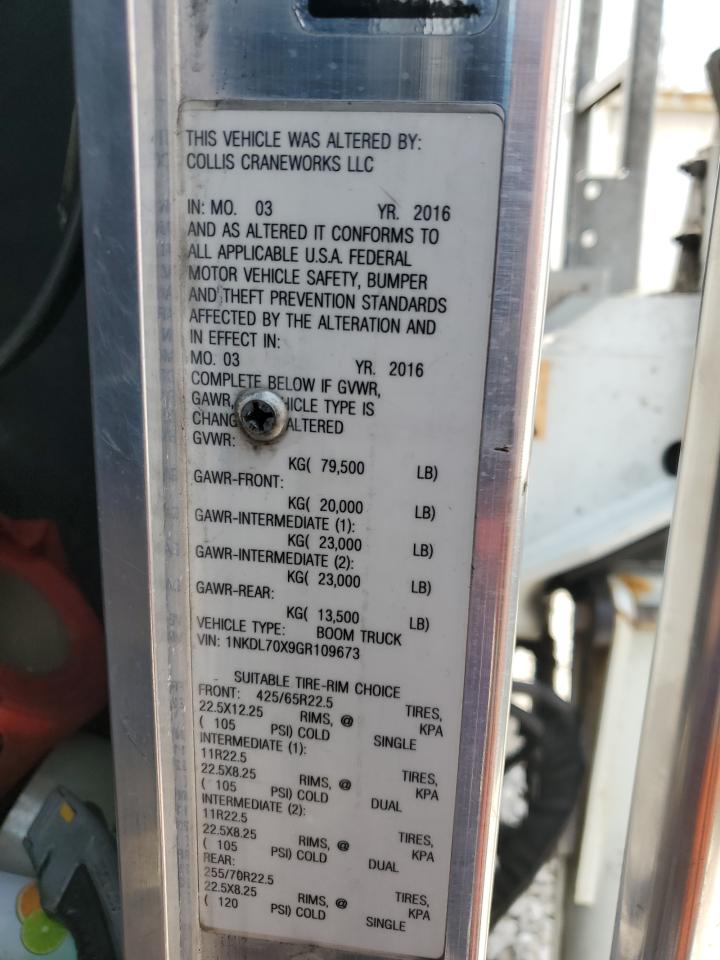 THIS VEHICLE WAS ALTERED BY:
COLLIS CRANEWORKS LLC
IN: MO. 03 YR. 2016
AND AS ALTERED IT CONFORMS TO
ALL APPLICABLE U.S.A. FEDERAL
MOTOR VEHICLE SAFETY, BUMPER
AND THEFT PREVENTION STANDARDS
AFFECTED BY THE ALTERATION AND
IN EFFECT IN:
MO. 03 YR. 2016
COMPLETE BELOW IF GVWR,
GAWR, HICLE TYPE IS
CHANG ALTERED
GVWR:
KG( 79,500 LB)
GAWR-FRONT:
KG( 20,000 LB)
GAWR-INTERMEDIATE (1):
KG( 23,000 LB)
GAWR-INTERMEDIATE (2):
KG( 23,000 LB)
GAWR-REAR:
KG( 13,500 LB)
VEHICLE TYPE: BOOM TRUCK
VIN: 1NKDL70X9GR109673
SUITABLE TIRE-RIM CHOICE
FRONT: 425/65R22.5 TIRES,
22.5X12.25 RIMS, @ KPA
( 105 PSI) COLD SINGLE
INTERMEDIATE (1):
11R22.5 TIRES,
22.5X8.25 RIMS, @ KPA
( 105 PSI) COLD DUAL
INTERMEDIATE (2):
11R22.5 TIRES,
22.5X8.25 RIMS, @ KPA
( 105 PSI) COLD DUAL
REAR:
255/70R22.5 TIRES,
22.5X8.25 RIMS, @ KPA
( 120 PSI) COLD SINGLE